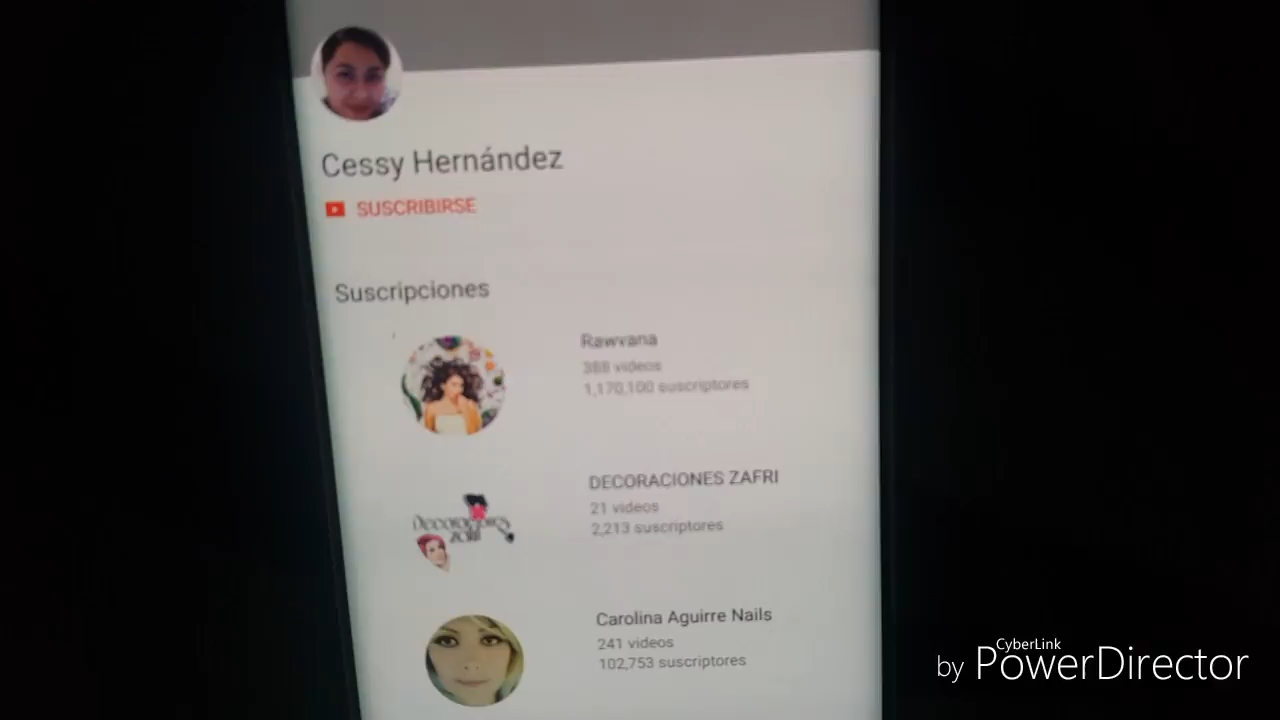 Cessy Hernández
SUSCRIBIRSE
Suscripciones
Rawvana
388 videos
1,170,100 suscriptores
DECORACIONES ZAFRI
21 videos
2,213 suscriptores
Carolina Aguirre Nails
241 videos
102,753 suscriptores
CyberLink
by PowerDirector